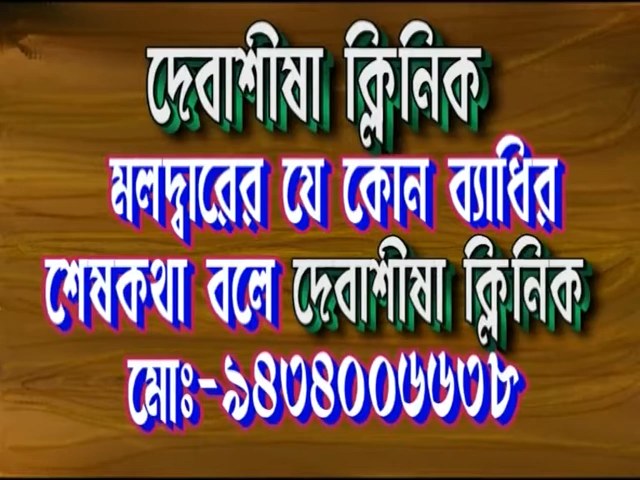 দেবাশীষা ক্লিনিক
মলদ্বারের যে কোন ব্যাধির
শেষকথা বলে দেবাশীষা ক্লিনিক
মোঃ-৯৪৩৪০০৬৬৩৮